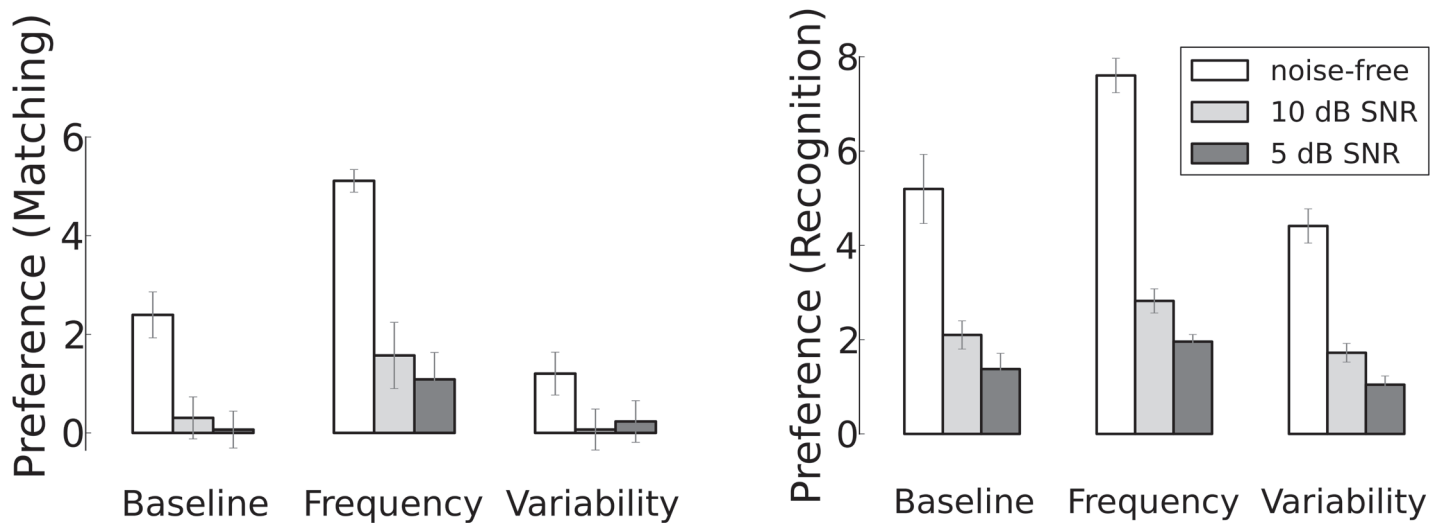 Preference (Matching)
6
4
2
0
Baseline
Frequency
Variability
Preference (Recognition)
8
6
4
2
0
Baseline
Frequency
Variability
noise-free
10 dB SNR
5 dB SNR